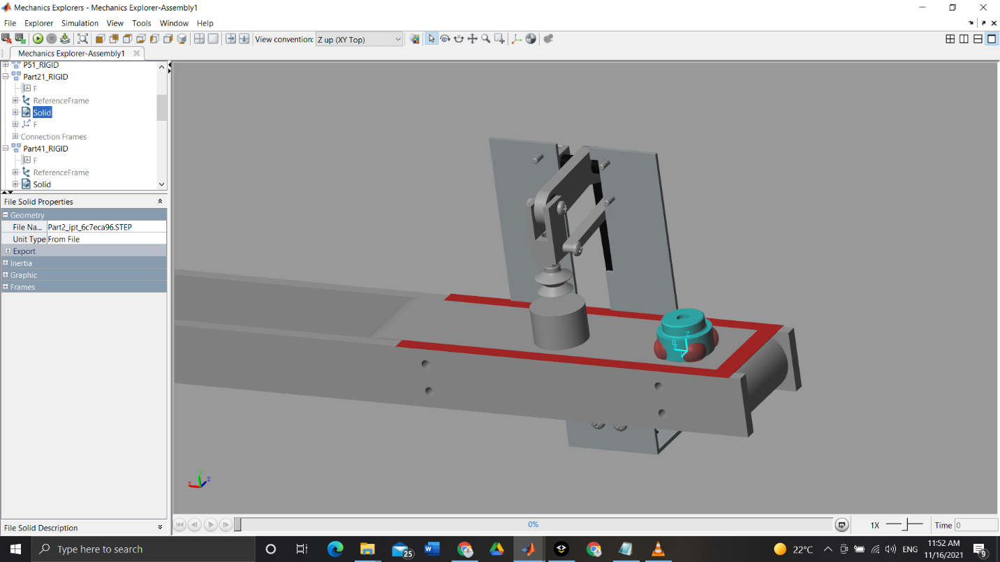 Mechanics Explorers - Mechanics Explorer-Assembly1
File Explorer Simulation View Tools Window Help
View convention: Z up (XY Top)
Mechanics Explorer-Assembly1
P51_RIGID
Part21_RIGID
F
ReferenceFrame
Solid
F
Connection Frames
Part41_RIGID
F
ReferenceFrame
Solid
File Solid Properties
Geometry
File Na... Part2_ipt_6c7eca96.STEP
Unit Type From File
Export
Inertia
Graphic
Frames
File Solid Description
0%
1X
Time 0
Type here to search
25
22°C
ENG
11:52 AM
11/16/2021
9